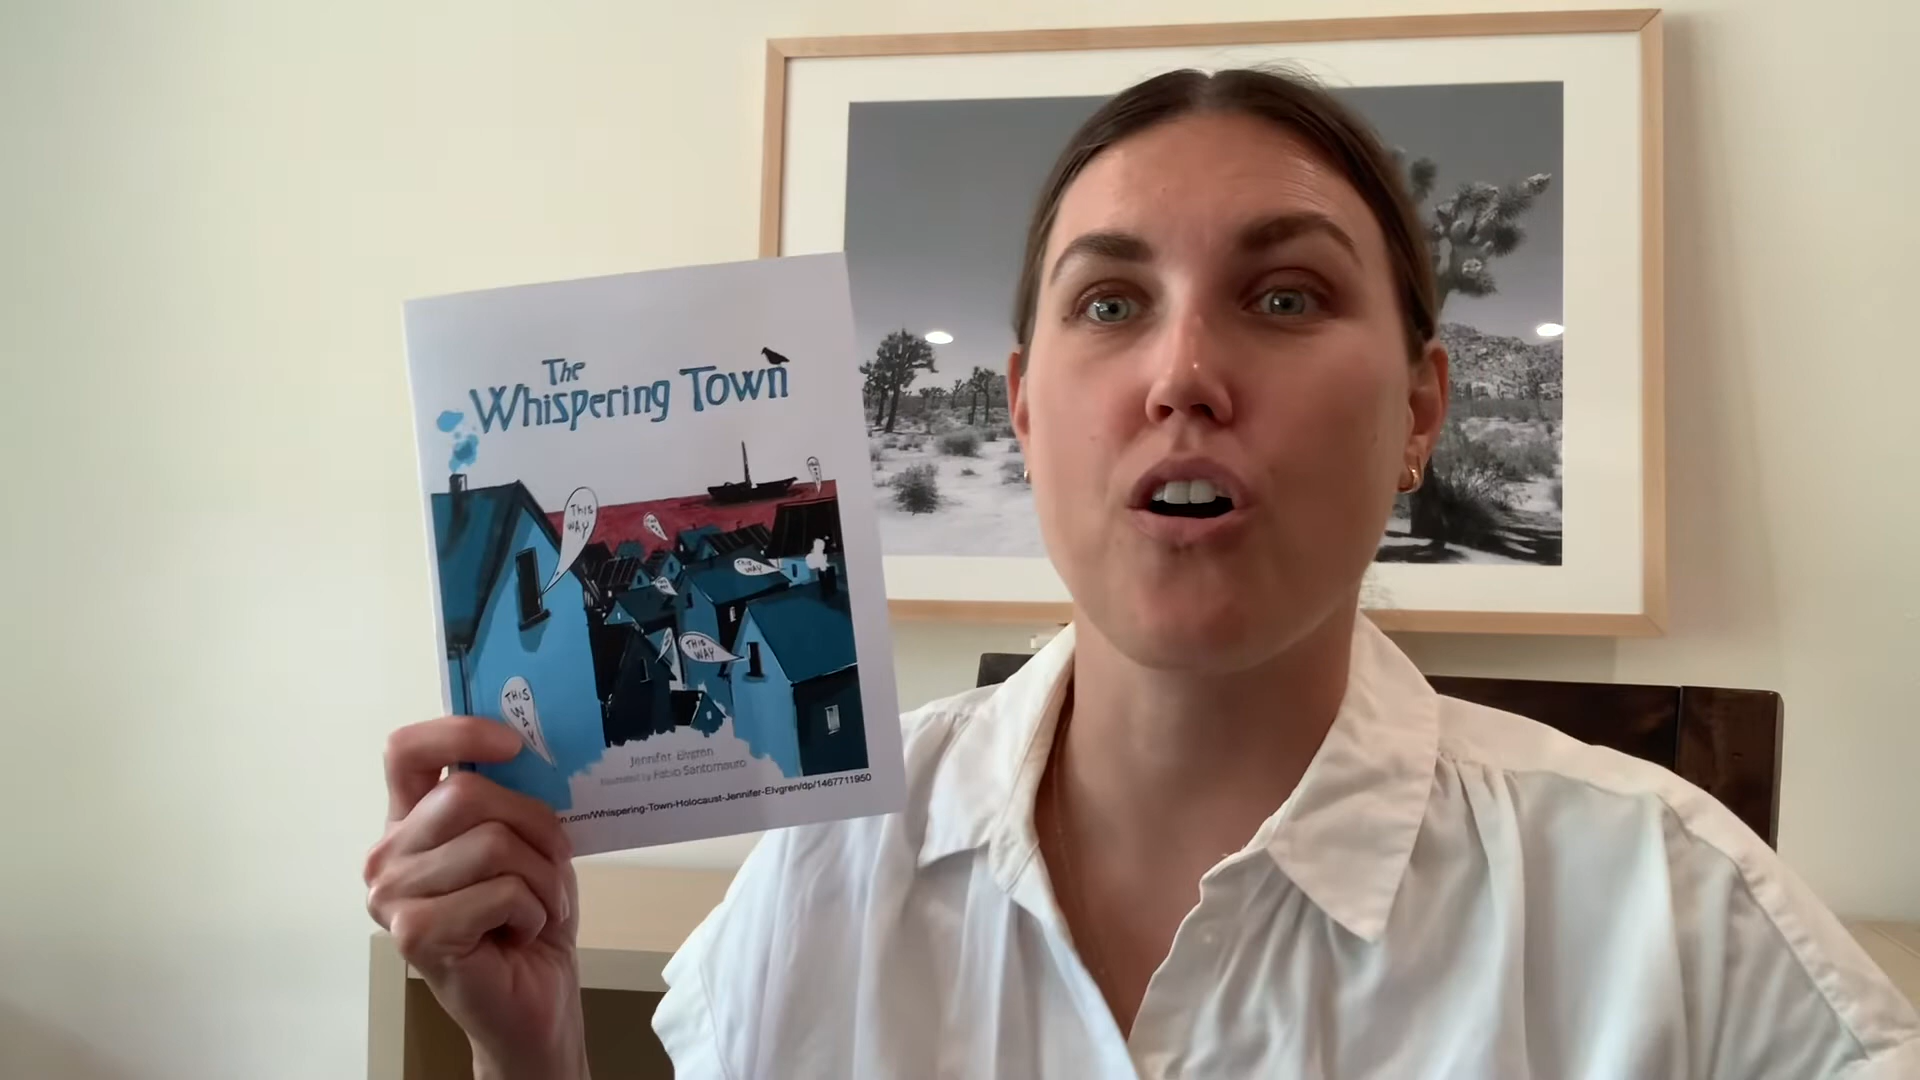 The
Whispering Town
THIS
WAY
THIS
WAY
THIS
WAY
THIS
WAY
Jennifer Elvgren
Illustrated by Fabio Santomauro
n.com/Whispering-Town-Holocaust-Jennifer-Elvgren/dp/1467711950